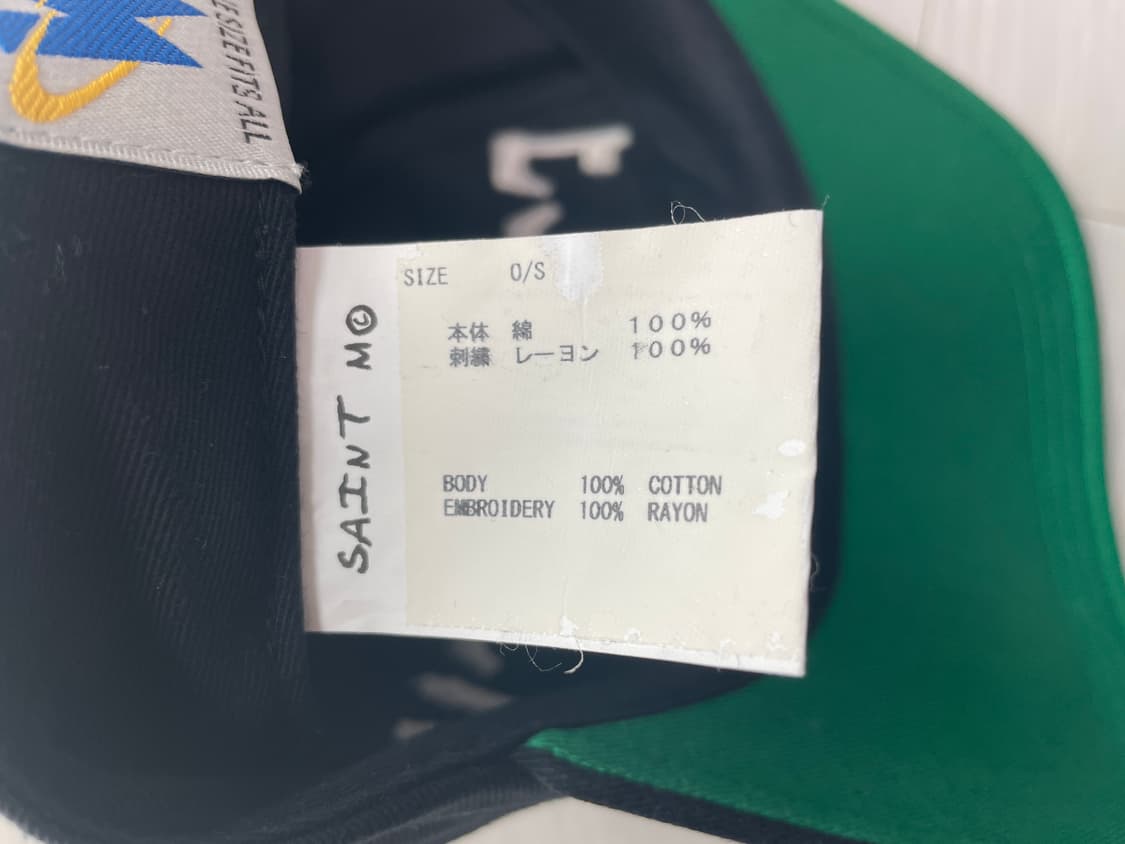 ONE SIZE FITS ALL
SAINT M©
SIZE O/S
本体 綿 100%
刺繍 レーヨン 100%
BODY 100% COTTON
EMBROIDERY 100% RAYON